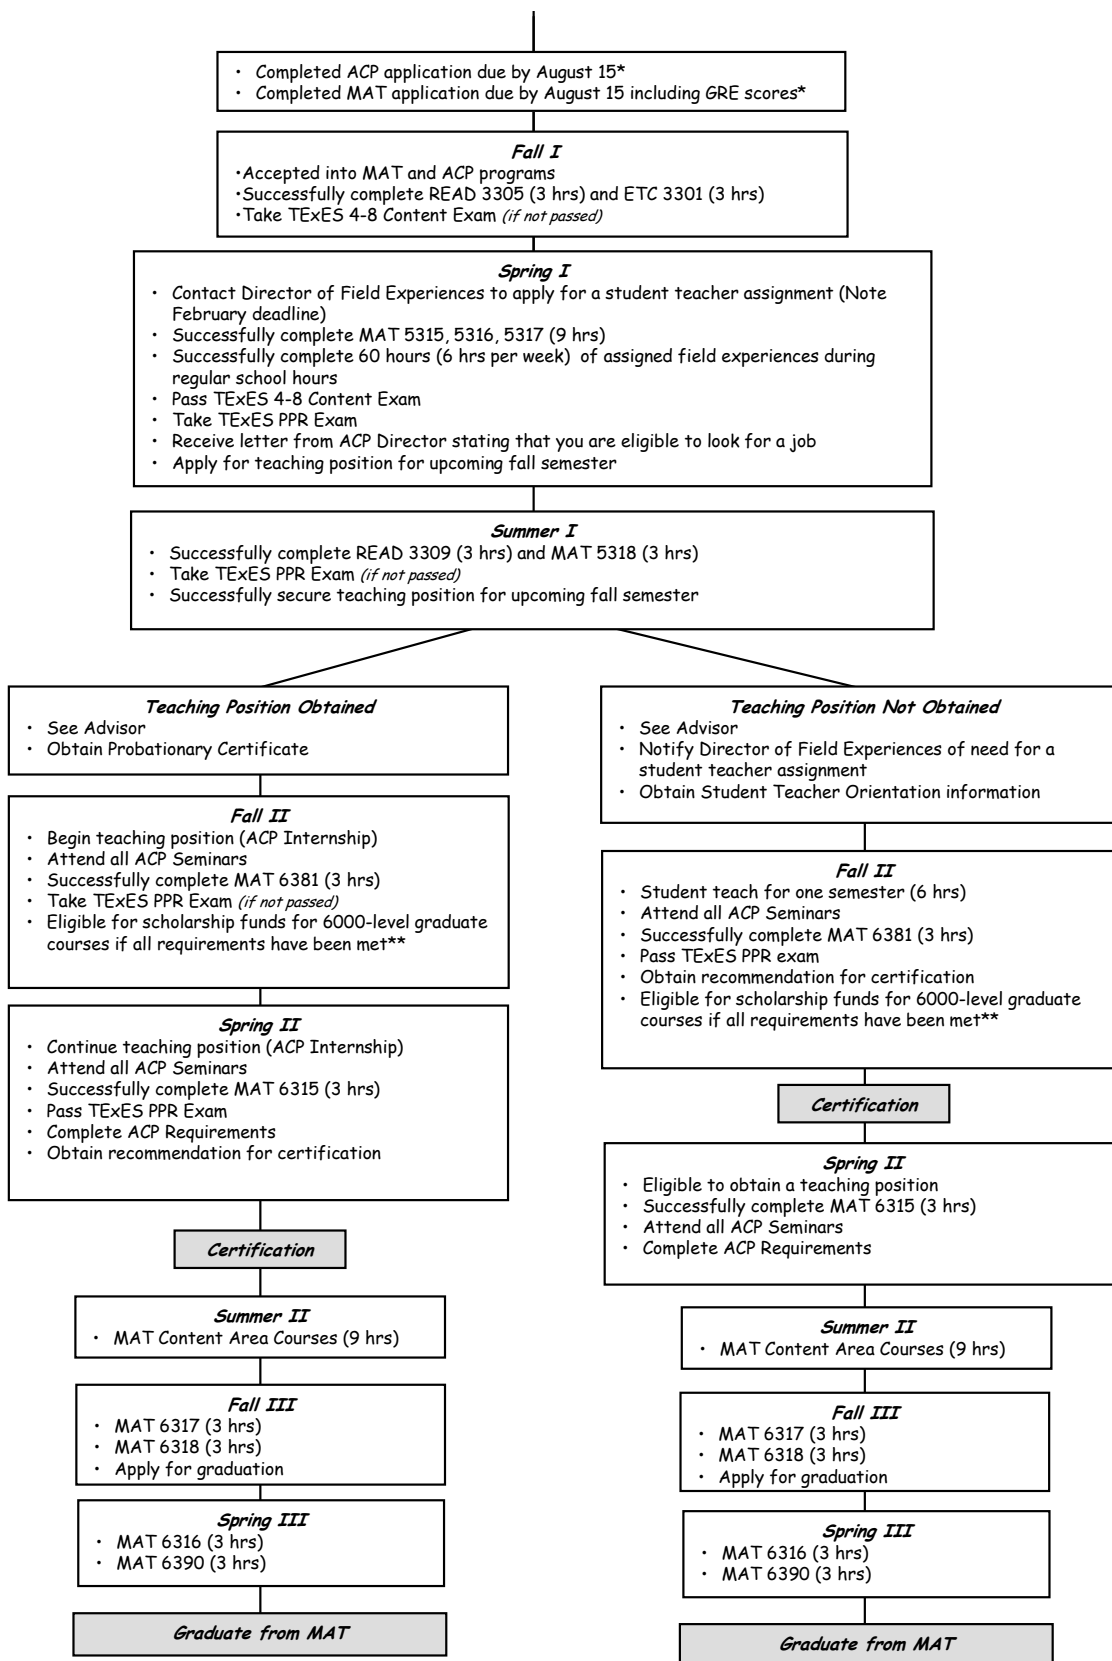 • Completed ACP application due by August 15*
• Completed MAT application due by August 15 including GRE scores*
Fall I
•Accepted into MAT and ACP programs
•Successfully complete READ 3305 (3 hrs) and ETC 3301 (3 hrs)
•Take TExES 4-8 Content Exam (if not passed)
Spring I
• Contact Director of Field Experiences to apply for a student teacher assignment (Note
February deadline)
• Successfully complete MAT 5315, 5316, 5317 (9 hrs)
• Successfully complete 60 hours (6 hrs per week) of assigned field experiences during
regular school hours
• Pass TExES 4-8 Content Exam
• Take TExES PPR Exam
• Receive letter from ACP Director stating that you are eligible to look for a job
• Apply for teaching position for upcoming fall semester
Summer I
• Successfully complete READ 3309 (3 hrs) and MAT 5318 (3 hrs)
• Take TExES PPR Exam (if not passed)
• Successfully secure teaching position for upcoming fall semester
Teaching Position Obtained
• See Advisor
• Obtain Probationary Certificate
Fall II
• Begin teaching position (ACP Internship)
• Attend all ACP Seminars
• Successfully complete MAT 6381 (3 hrs)
• Take TExES PPR Exam (if not passed)
• Eligible for scholarship funds for 6000-level graduate
courses if all requirements have been met**
Spring II
• Continue teaching position (ACP Internship)
• Attend all ACP Seminars
• Successfully complete MAT 6315 (3 hrs)
• Pass TExES PPR Exam
• Complete ACP Requirements
• Obtain recommendation for certification
Certification
Summer II
• MAT Content Area Courses (9 hrs)
Fall III
• MAT 6317 (3 hrs)
• MAT 6318 (3 hrs)
• Apply for graduation
Spring III
• MAT 6316 (3 hrs)
• MAT 6390 (3 hrs)
Graduate from MAT
Teaching Position Not Obtained
• See Advisor
• Notify Director of Field Experiences of need for a
student teacher assignment
• Obtain Student Teacher Orientation information
Fall II
• Student teach for one semester (6 hrs)
• Attend all ACP Seminars
• Successfully complete MAT 6381 (3 hrs)
• Pass TExES PPR exam
• Obtain recommendation for certification
• Eligible for scholarship funds for 6000-level graduate
courses if all requirements have been met**
Certification
Spring II
• Eligible to obtain a teaching position
• Successfully complete MAT 6315 (3 hrs)
• Attend all ACP Seminars
• Complete ACP Requirements
Summer II
• MAT Content Area Courses (9 hrs)
Fall III
• MAT 6317 (3 hrs)
• MAT 6318 (3 hrs)
• Apply for graduation
Spring III
• MAT 6316 (3 hrs)
• MAT 6390 (3 hrs)
Graduate from MAT